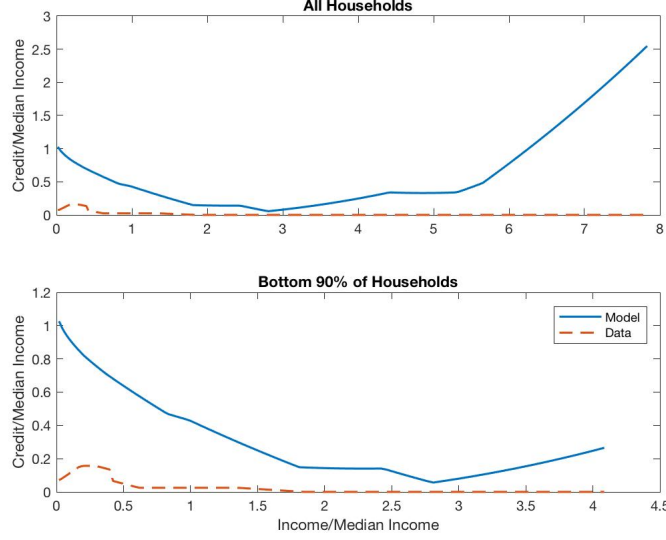 All Households
Credit/Median Income
3
2.5
2
1.5
1
0.5
0
0 1 2 3 4 5 6 7 8
Bottom 90% of Households
Credit/Median Income
1.2
1
0.8
0.6
0.4
0.2
0
Model
Data
0 0.5 1 1.5 2 2.5 3 3.5 4 4.5
Income/Median Income